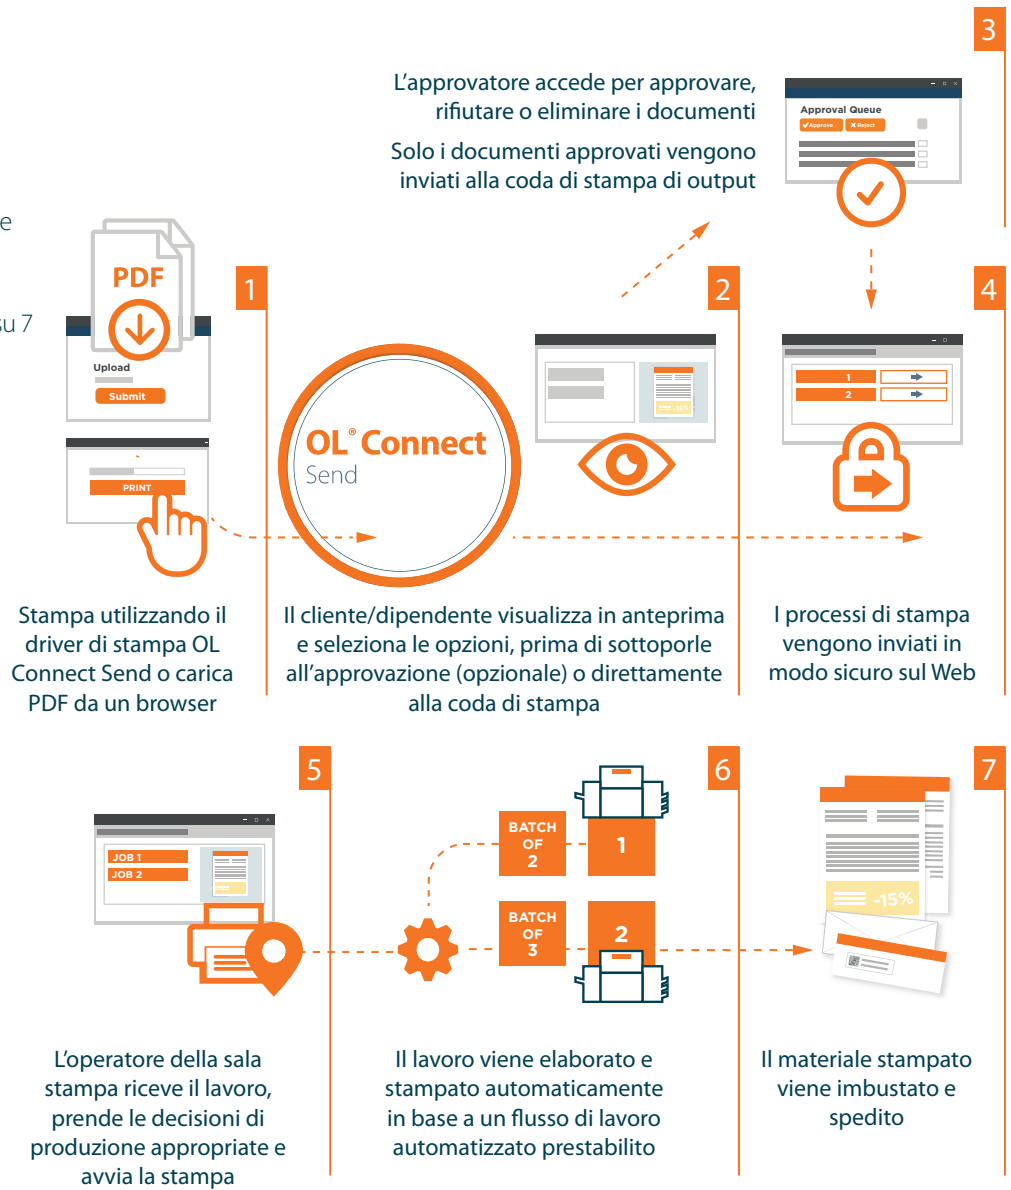 3
L'approvatore accede per approvare,
rifiutare o eliminare i documenti
Solo i documenti approvati vengono
inviati alla coda di stampa di output
Approval Queue
Approve
Reject
e
su 7
PDF
Upload
Submit
PRINT
1
OL® Connect
Send
2
-15%
4
1
2
Stampa utilizzando il
driver di stampa OL
Connect Send o carica
PDF da un browser
Il cliente/dipendente visualizza in anteprima
e seleziona le opzioni, prima di sottoporle
all'approvazione (opzionale) o direttamente
alla coda di stampa
I processi di stampa
vengono inviati in
modo sicuro sul Web
5
JOB 1
JOB 2
6
BATCH
OF
2
1
BATCH
OF
3
2
7
-15%
L'operatore della sala
stampa riceve il lavoro,
prende le decisioni di
produzione appropriate e
avvia la stampa
Il lavoro viene elaborato e
stampato automaticamente
in base a un flusso di lavoro
automatizzato prestabilito
Il materiale stampato
viene imbustato e
spedito